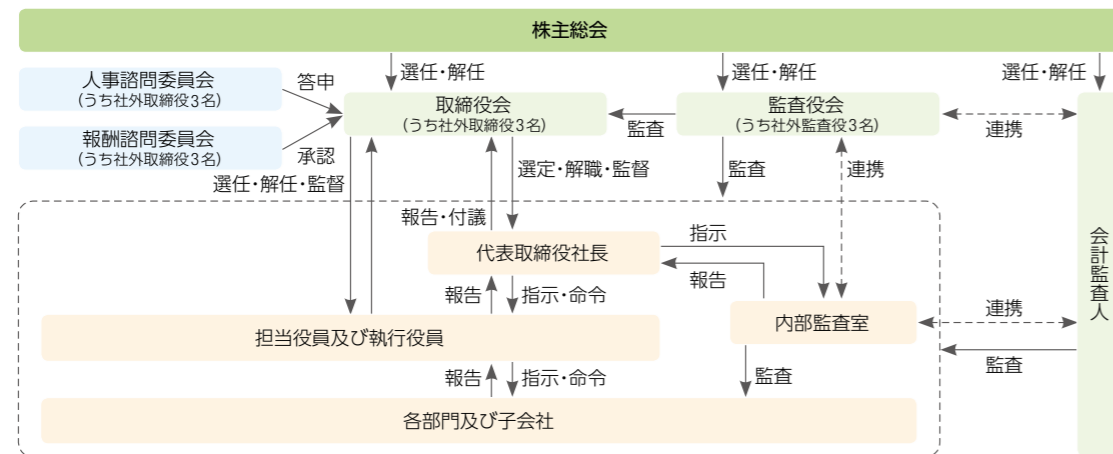 株主総会
選任・解任
選任・解任
選任・解任
人事諮問委員会
(うち社外取締役3名)
答申
取締役会
(うち社外取締役3名)
監査
監査役会
(うち社外監査役3名)
連携
報酬諮問委員会
(うち社外取締役3名)
承認
選任・解任・監督
選定・解職・監督
監査
連携
報告・付議
代表取締役社長
指示
報告
会計監査人
報告
指示・命令
担当役員及び執行役員
内部監査室
連携
監査
報告
指示・命令
監査
各部門及び子会社